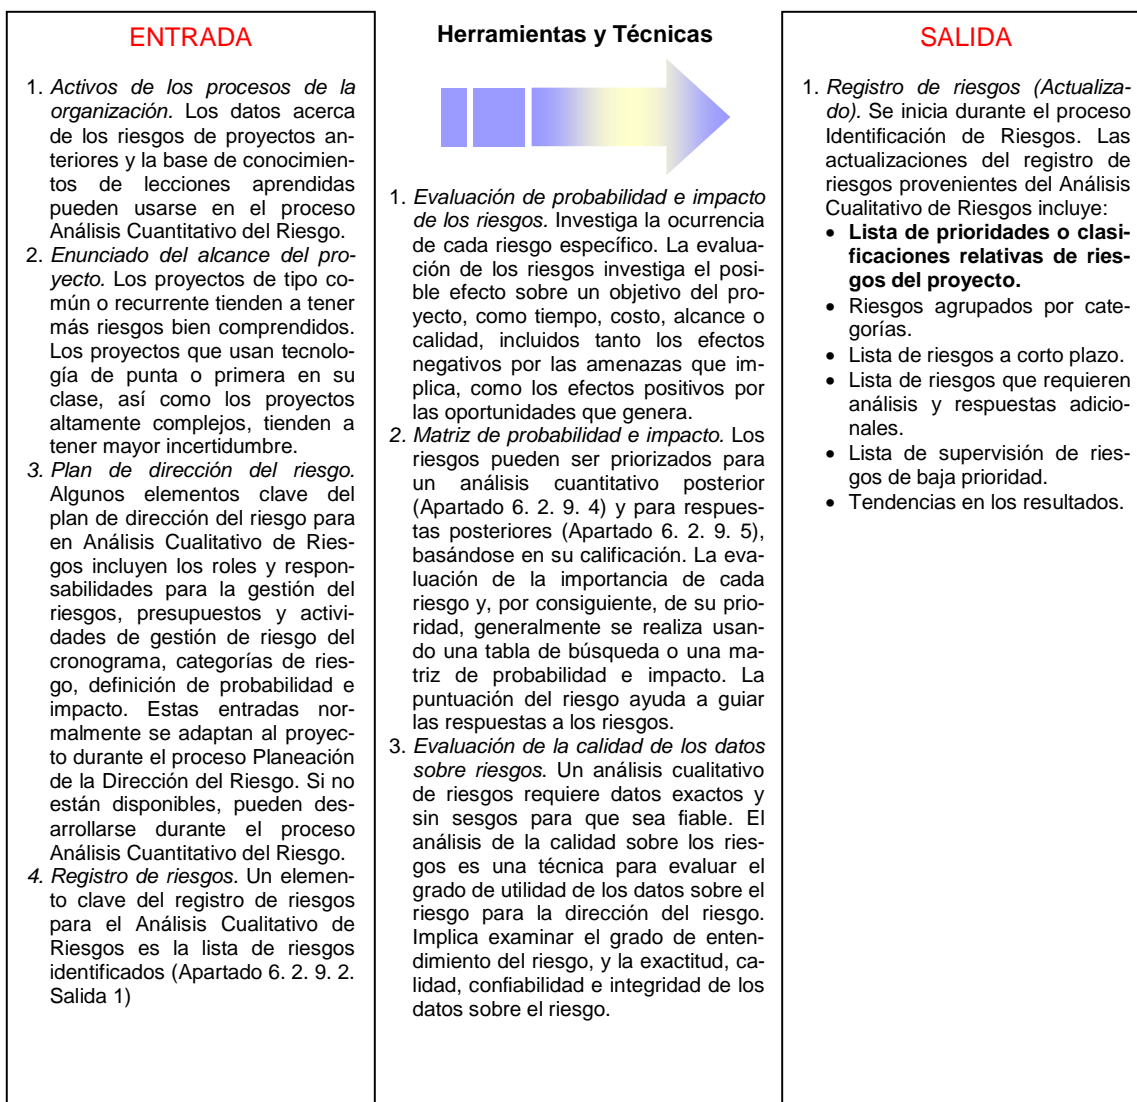 ENTRADA
1. Activos de los procesos de la
organización. Los datos acerca
de los riesgos de proyectos an-
teriores y la base de conocimien-
tos de lecciones aprendidas
pueden usarse en el proceso
Análisis Cuantitativo Del Riesgo.
2. Enunciado del alcance del pro-
yecto. Los proyectos de tipo co-
mún o recurrente tienden a tener
más riesgos bien comprendidos.
Los proyectos que usan tecnolo-
gía de punta o primera en su
clase, así como los proyectos
altamente complejos, tienden a
tener mayor incertidumbre.
3. Plan de dirección del riesgo.
Algunos elementos clave del
plan de dirección del riesgo para
en Análisis Cualitativo de Ries-
gos incluyen los roles y respon-
sabilidades para la gestión del
riesgos, presupuestos y activi-
dades de gestión de riesgo del
cronograma, categorías de ries-
go, definición de probabilidad e
impacto. Estas entradas nor-
malmente se adaptan al proyec-
to durante el proceso Planeación
de la Dirección del Riesgo. Si no
están disponibles, pueden des-
arrollarse durante el proceso
Análisis Cuantitativo del Riesgo.
4. Registro de riesgos. Un elemen-
to clave del registro de riesgos
para el Análisis Cualitativo de
Riesgos es la lista de riesgos
identificados (Apartado 6. 2. 9. 2.
Salida 1)
Herramientas y Técnicas
1. Evaluación de probabilidad e impacto
de los riesgos. Investiga la ocurrencia
de cada riesgo específico. La evalua-
ción de los riesgos investiga el posi-
ble efecto sobre un objetivo del pro-
yecto, como tiempo, costo, alcance o
calidad, incluidos tanto los efectos
negativos por las amenazas que im-
plica, como los efectos positivos por
las oportunidades que genera.
2. Matriz de probabilidad e impacto. Los
riesgos pueden ser priorizados para
un análisis cuantitativo posterior
(Apartado 6. 2. 9. 4) y para respues-
tas posteriores (Apartado 6. 2. 9. 5),
basándose en su calificación. La eva-
luación de la importancia de cada
riesgo y, por consiguiente, de su prio-
ridad, generalmente se realiza usan-
do una tabla de búsqueda o una ma-
triz de probabilidad e impacto. La
puntuación del riesgo ayuda a guiar
las respuestas a los riesgos.
3. Evaluación de la calidad de los datos
sobre riesgos. Un análisis cualitativo
de riesgos requiere datos exactos y
sin sesgos para que sea fiable. El
análisis de la calidad sobre los ries-
gos es una técnica para evaluar el
grado de utilidad de los datos sobre el
riesgo para la dirección del riesgo.
Implica examinar el grado de enten-
dimiento del riesgo, y la exactitud, ca-
lidad, confiabilidad e integridad de los
datos sobre el riesgo.
SALIDA
1. Registro de riesgos (Actualiza-
do). Se inicia durante el proceso
Identificación de Riesgos. Las
actualizaciones del registro de
riesgos provenientes del Análisis
Cualitativo de Riesgos incluye:
• Lista de prioridades o clasi-
ficaciones relativas de ries-
gos del proyecto.
• Riesgos agrupados por cate-
gorías.
• Lista de riesgos a corto plazo.
• Lista de riesgos que requieren
análisis y respuestas adicio-
nales.
• Lista de supervisión de ries-
gos de baja prioridad.
• Tendencias en los resultados.